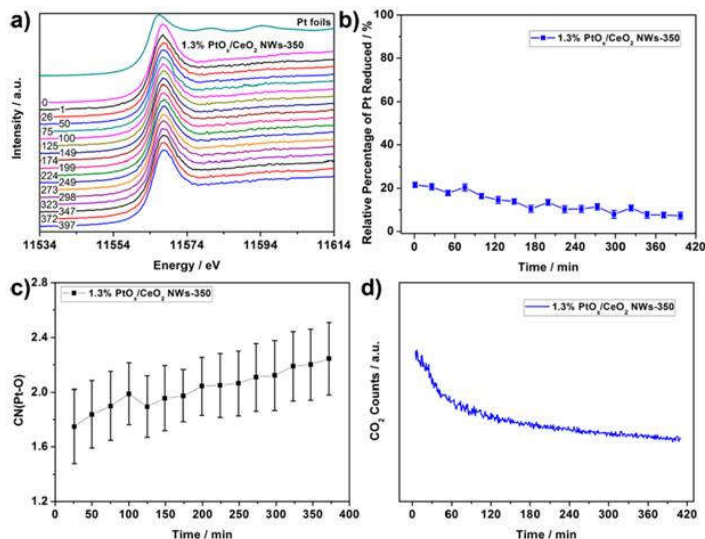 a)
Pt foils
1.3% PtOₓ/CeO₂ NWs-350
0
1
26
50
75
100
125
149
174
199
224
249
273
298
323
347
372
397
Intensity / a.u.
11534 11554 11574 11594 11614
Energy / eV
b)
1.3% PtOₓ/CeO₂ NWs-350
Relative Percentage of Pt Reduced / %
100
80
60
40
20
0
0 60 120 180 240 300 360 420
Time / min
c)
1.3% PtOₓ/CeO₂ NWs-350
CN(Pt-O)
2.8
2.4
2.0
1.6
1.2
0 50 100 150 200 250 300 350 400
Time / min
d)
1.3% PtOₓ/CeO₂ NWs-350
CO₂ Counts / a.u.
0 60 120 180 240 300 360 420
Time / min